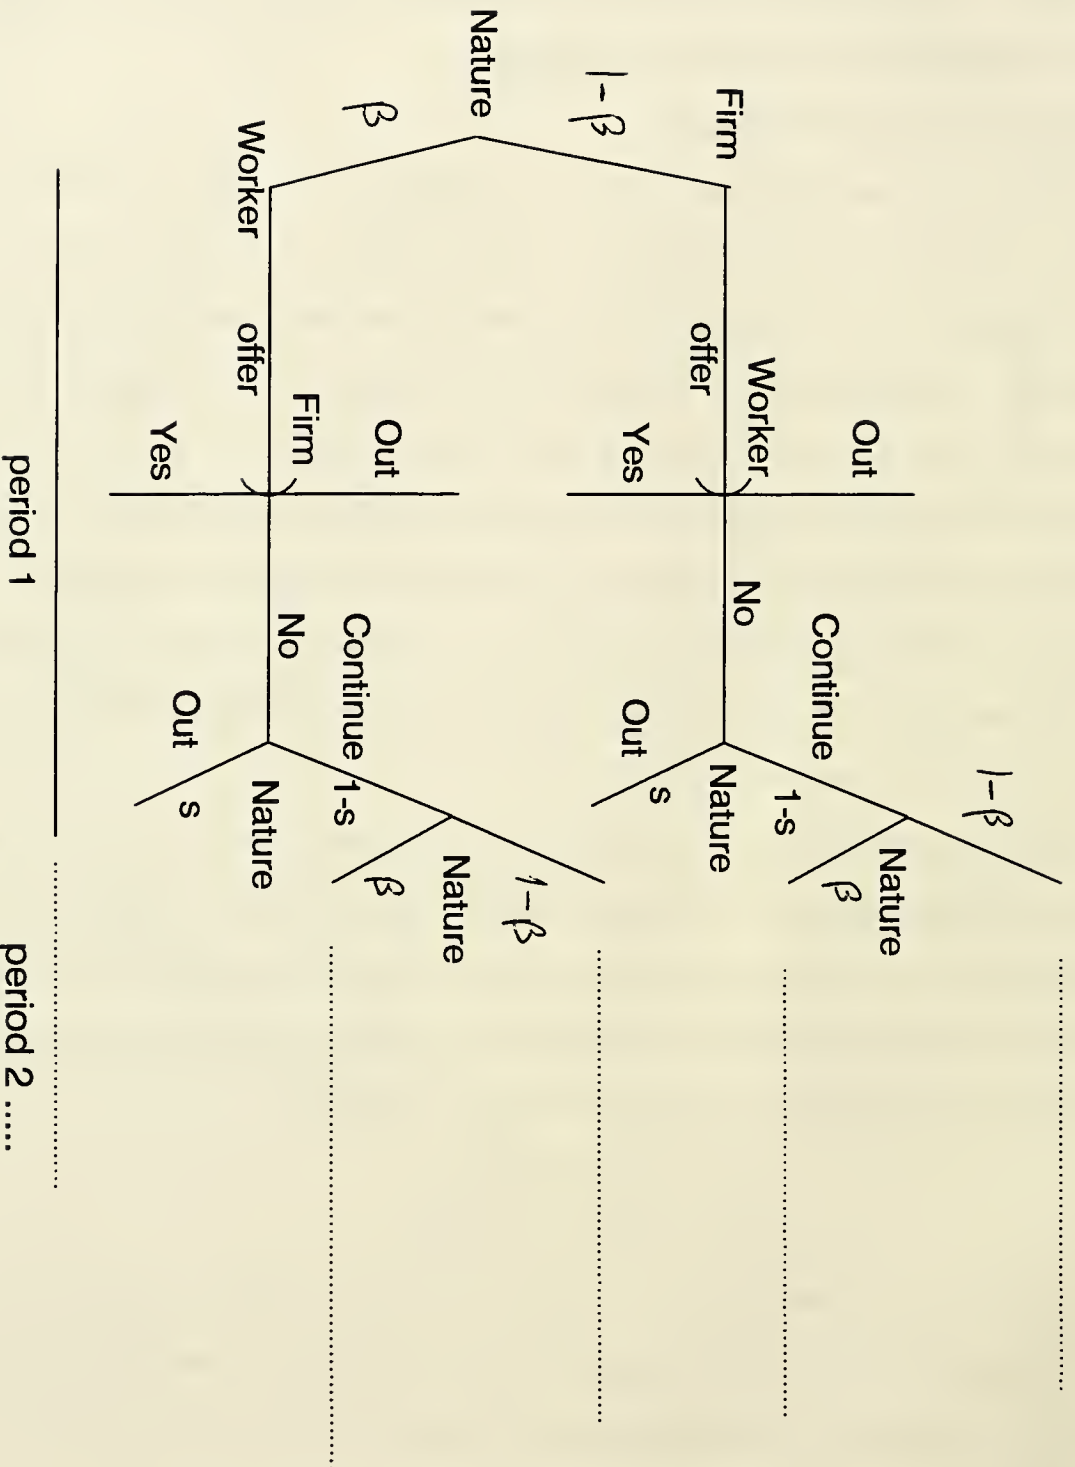 Nature
1-β
β
Firm
offer
Worker
Out
Yes
No
Continue
1-s
Out
s
Nature
1-β
Nature
β
Worker
offer
Firm
Out
Yes
No
Continue
1-s
Out
s
Nature
1-β
Nature
β
period 1
period 2 .....